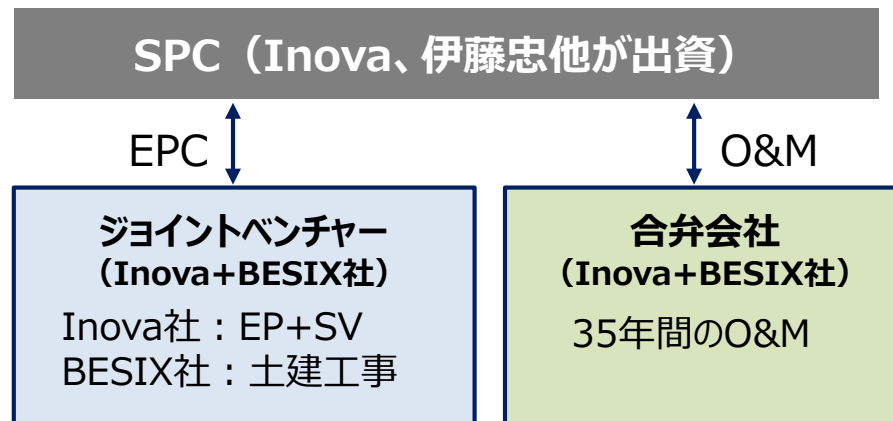 SPC（Inova、伊藤忠他が出資）
EPC
O&M
ジョイントベンチャー
（Inova+BESIX社）
Inova社：EP+SV
BESIX社：土建工事
合弁会社
（Inova+BESIX社）
35年間のO&M